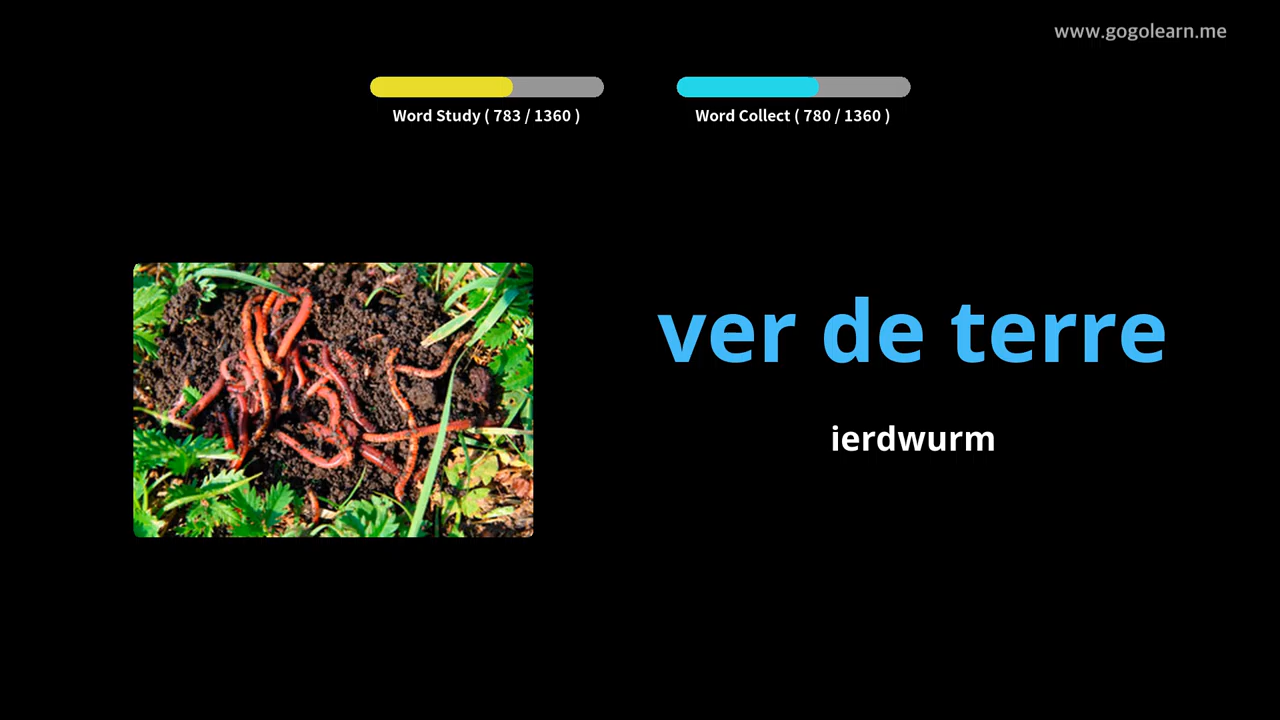 www.gogolearn.me
Word Study ( 783 / 1360 )
Word Collect ( 780 / 1360 )
ver de terre
ierdwurm